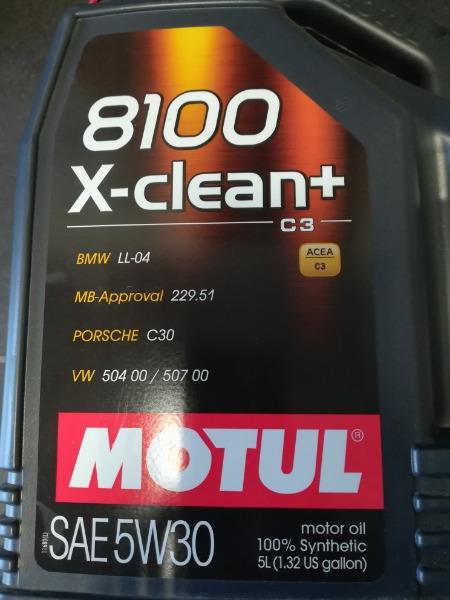 8100
X-clean+
C3
ACEA
C3
BMW LL-04
MB-Approval 229.51
PORSCHE C30
VW 504 00 / 507 00
MOTUL®
SAE 5W30
motor oil
100% Synthetic
5L (1.32 US gallon)